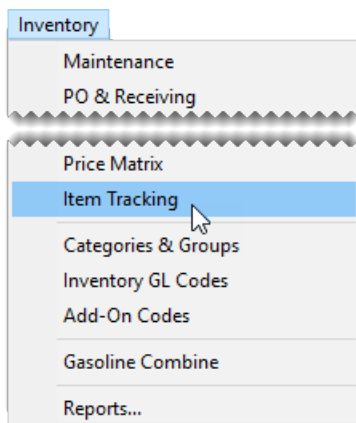 Inventory
Maintenance
PO & Receiving
Price Matrix
Item Tracking
Categories & Groups
Inventory GL Codes
Add-On Codes
Gasoline Combine
Reports...